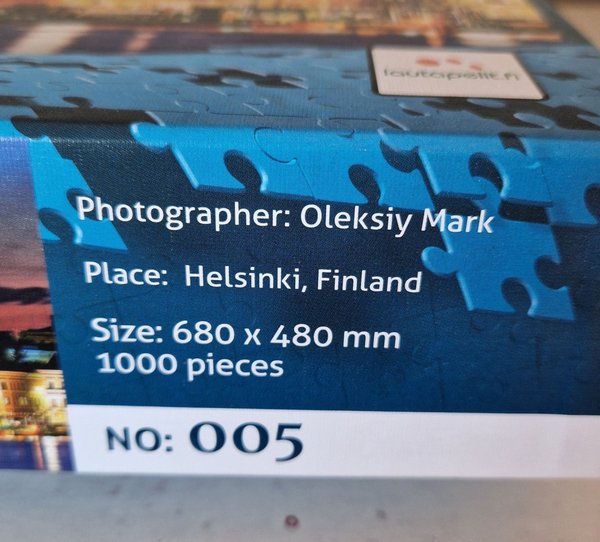 lautapelit.fi
Photographer: Oleksiy Mark
Place: Helsinki, Finland
Size: 680 x 480 mm
1000 pieces
NO: 005